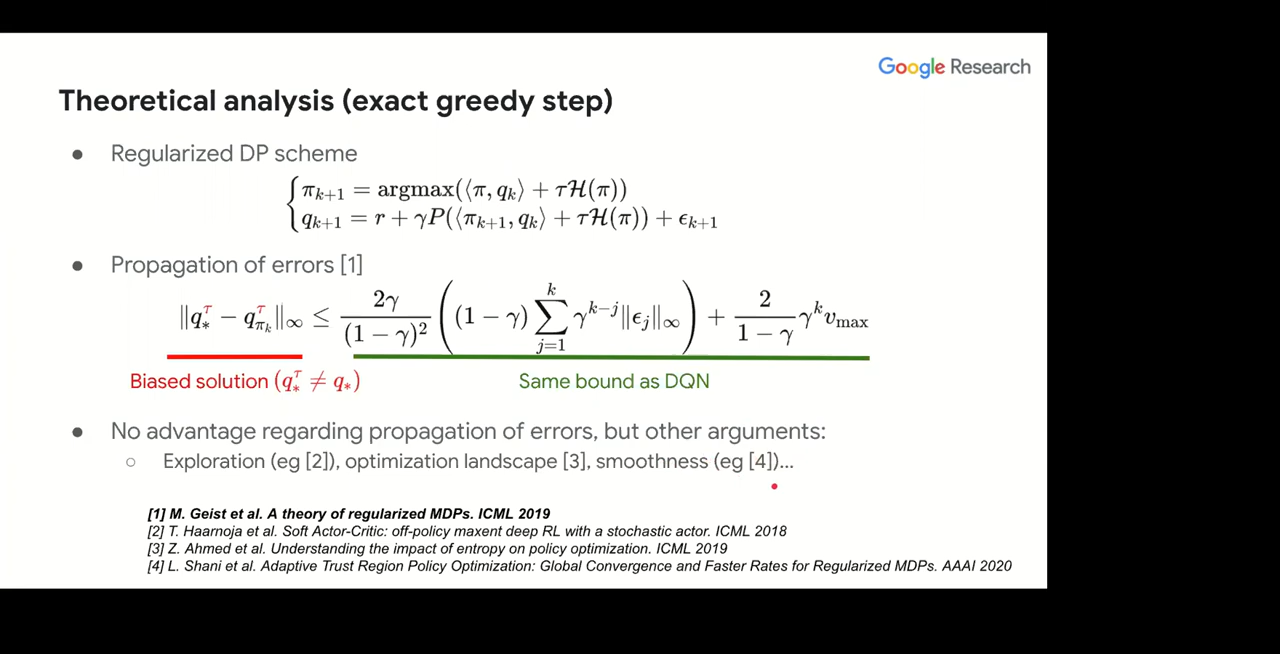 Google Research
Theoretical analysis (exact greedy step)
● Regularized DP scheme
π_{k+1} = argmax(⟨π, q_k⟩ + τℋ(π))
q_{k+1} = r + γP(⟨π_{k+1}, q_k⟩ + τℋ(π)) + ϵ_{k+1}
● Propagation of errors [1]
‖q_*^τ − q_{π_k}^τ‖_∞ ≤ \frac{2γ}{(1 − γ)^2} ((1 − γ) ∑_{j=1}^{k} γ^{k−j}‖ϵ_j‖_∞) + \frac{2}{1 − γ} γ^k v_{max}
Biased solution (q_*^τ ≠ q_*) Same bound as DQN
● No advantage regarding propagation of errors, but other arguments:
○ Exploration (eg [2]), optimization landscape [3], smoothness (eg [4])...
[1] M. Geist et al. A theory of regularized MDPs. ICML 2019
[2] T. Haarnoja et al. Soft Actor-Critic: off-policy maxent deep RL with a stochastic actor. ICML 2018
[3] Z. Ahmed et al. Understanding the impact of entropy on policy optimization. ICML 2019
[4] L. Shani et al. Adaptive Trust Region Policy Optimization: Global Convergence and Faster Rates for Regularized MDPs. AAAI 2020